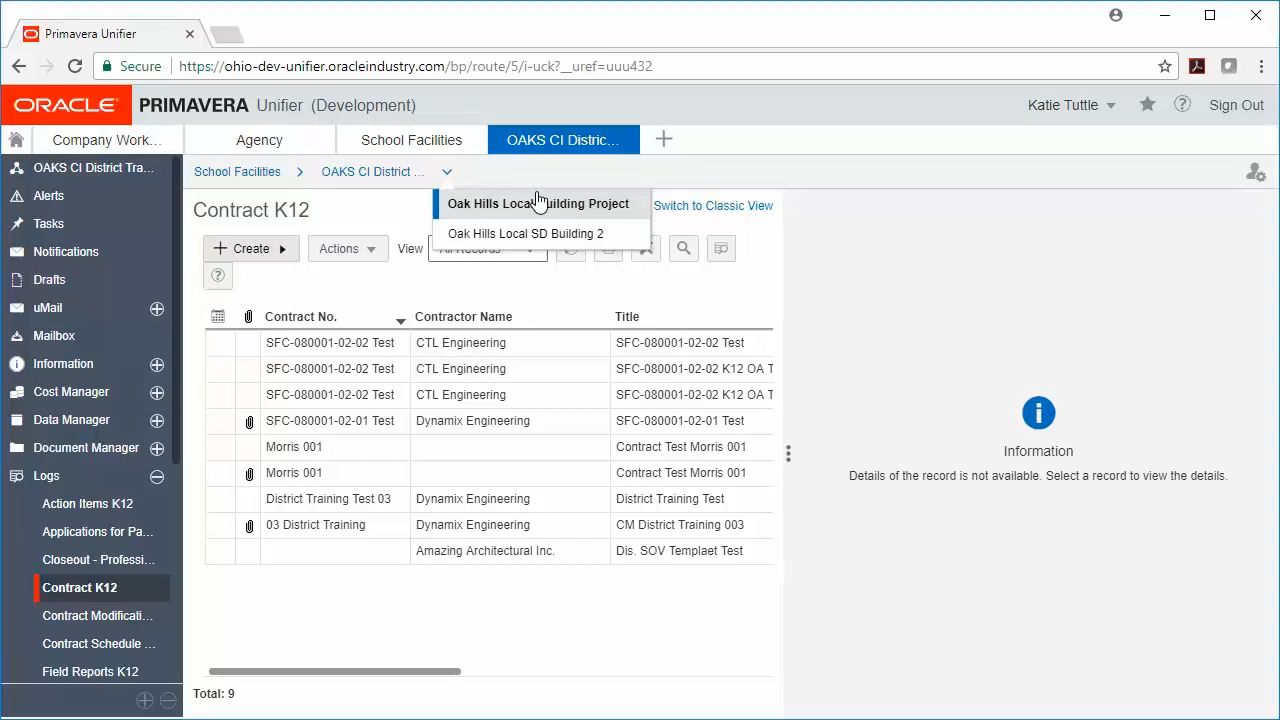 Primavera Unifier
Secure https://ohio-dev-unifier.oracleindustry.com/bp/route/5/i-uck?__uref=uuu432
ORACLE PRIMAVERA Unifier (Development) Katie Tuttle Sign Out
Company Work... Agency School Facilities OAKS CI Distric...
OAKS CI District Tra...
Alerts
Tasks
Notifications
Drafts
uMail
Mailbox
Information
Cost Manager
Data Manager
Document Manager
Logs
Action Items K12
Applications for Pa...
Closeout - Professi...
Contract K12
Contract Modificati...
Contract Schedule ...
Field Reports K12
School Facilities OAKS CI District ...
Oak Hills Local Building Project
Oak Hills Local SD Building 2
Contract K12 Switch to Classic View
Create Actions View All Records
Contract No. Contractor Name Title
SFC-080001-02-02 Test CTL Engineering SFC-080001-02-02 Test
SFC-080001-02-02 Test CTL Engineering SFC-080001-02-02 K12 OA T
SFC-080001-02-02 Test CTL Engineering SFC-080001-02-02 K12 OA T
SFC-080001-02-01 Test Dynamix Engineering SFC-080001-02-01 Test
Morris 001 Contract Test Morris 001
Morris 001 Contract Test Morris 001
District Training Test 03 Dynamix Engineering District Training Test
03 District Training Dynamix Engineering CM District Training 003
Amazing Architectural Inc. Dis. SOV Templaet Test
Total: 9
Information
Details of the record is not available. Select a record to view the details.